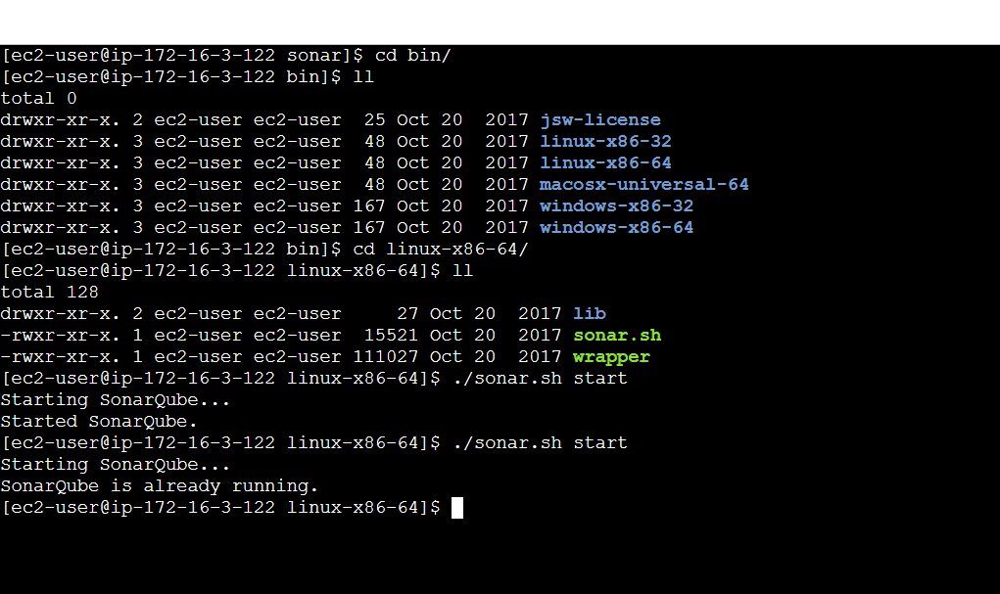 [ec2-user@ip-172-16-3-122 sonar]$ cd bin/
[ec2-user@ip-172-16-3-122 bin]$ ll
total 0
drwxr-xr-x. 2 ec2-user ec2-user  25 Oct 20  2017 jsw-license
drwxr-xr-x. 3 ec2-user ec2-user  48 Oct 20  2017 linux-x86-32
drwxr-xr-x. 3 ec2-user ec2-user  48 Oct 20  2017 linux-x86-64
drwxr-xr-x. 3 ec2-user ec2-user  48 Oct 20  2017 macosx-universal-64
drwxr-xr-x. 3 ec2-user ec2-user 167 Oct 20  2017 windows-x86-32
drwxr-xr-x. 3 ec2-user ec2-user 167 Oct 20  2017 windows-x86-64
[ec2-user@ip-172-16-3-122 bin]$ cd linux-x86-64/
[ec2-user@ip-172-16-3-122 linux-x86-64]$ ll
total 128
drwxr-xr-x. 2 ec2-user ec2-user     27 Oct 20  2017 lib
-rwxr-xr-x. 1 ec2-user ec2-user  15521 Oct 20  2017 sonar.sh
-rwxr-xr-x. 1 ec2-user ec2-user 111027 Oct 20  2017 wrapper
[ec2-user@ip-172-16-3-122 linux-x86-64]$ ./sonar.sh start
Starting SonarQube...
Started SonarQube.
[ec2-user@ip-172-16-3-122 linux-x86-64]$ ./sonar.sh start
Starting SonarQube...
SonarQube is already running.
[ec2-user@ip-172-16-3-122 linux-x86-64]$